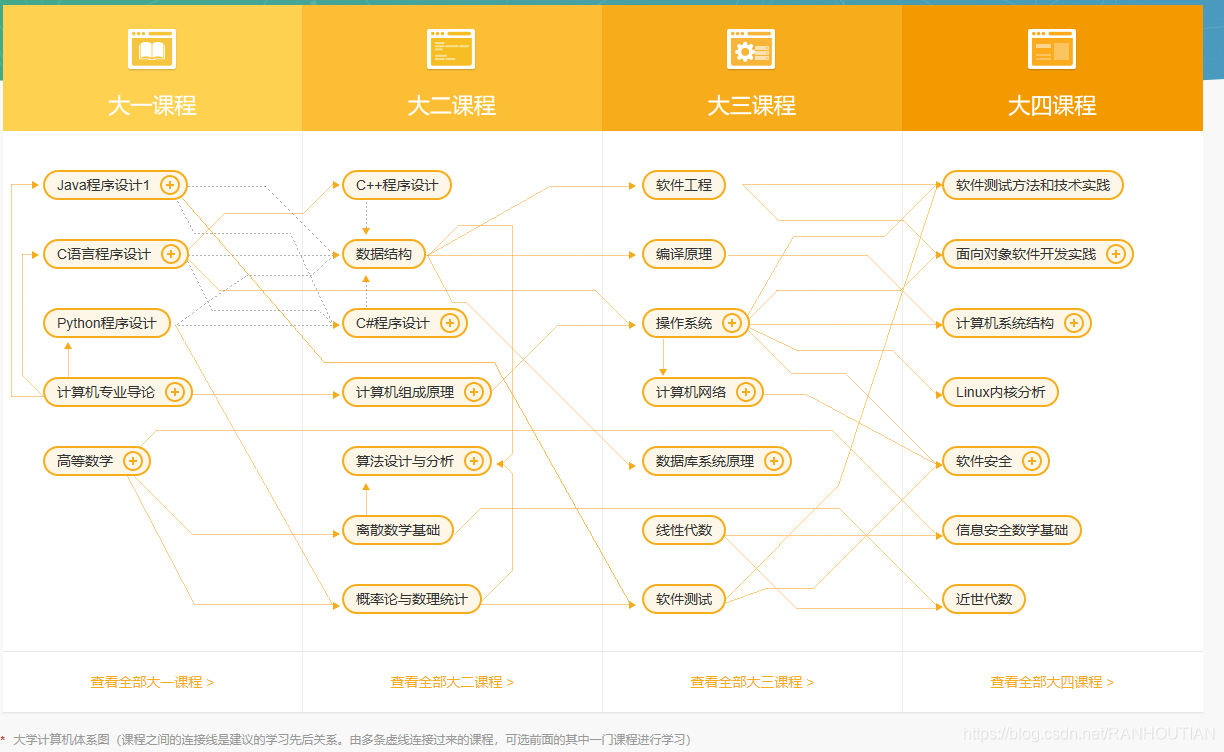 大一课程
大二课程
大三课程
大四课程
Java程序设计1
C语言程序设计
Python程序设计
计算机专业导论
高等数学
C++程序设计
数据结构
C#程序设计
计算机组成原理
算法设计与分析
离散数学基础
概率论与数理统计
软件工程
编译原理
操作系统
计算机网络
数据库系统原理
线性代数
软件测试
软件测试方法和技术实践
面向对象软件开发实践
计算机系统结构
Linux内核分析
软件安全
信息安全数学基础
近世代数
查看全部大一课程 >
查看全部大二课程 >
查看全部大三课程 >
查看全部大四课程 >
* 大学计算机体系图（课程之间的连接线是建议的学习先后关系。由多条虚线连接过来的课程，可选前面的其中一门课程进行学习）
https://blog.csdn.net/RANHOUTIAN